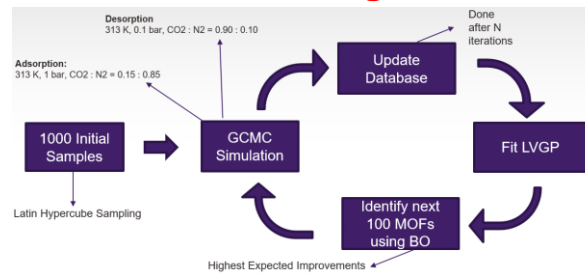 Desorption
313 K, 0.1 bar, CO2 : N2 = 0.90 : 0.10
Done
after N
iterations
Adsorption:
313 K, 1 bar, CO2 : N2 = 0.15 : 0.85
Update
Database
1000 Initial
Samples
GCMC
Simulation
Fit LVGP
Identify next
100 MOFs
using BO
Latin Hypercube Sampling
Highest Expected Improvements